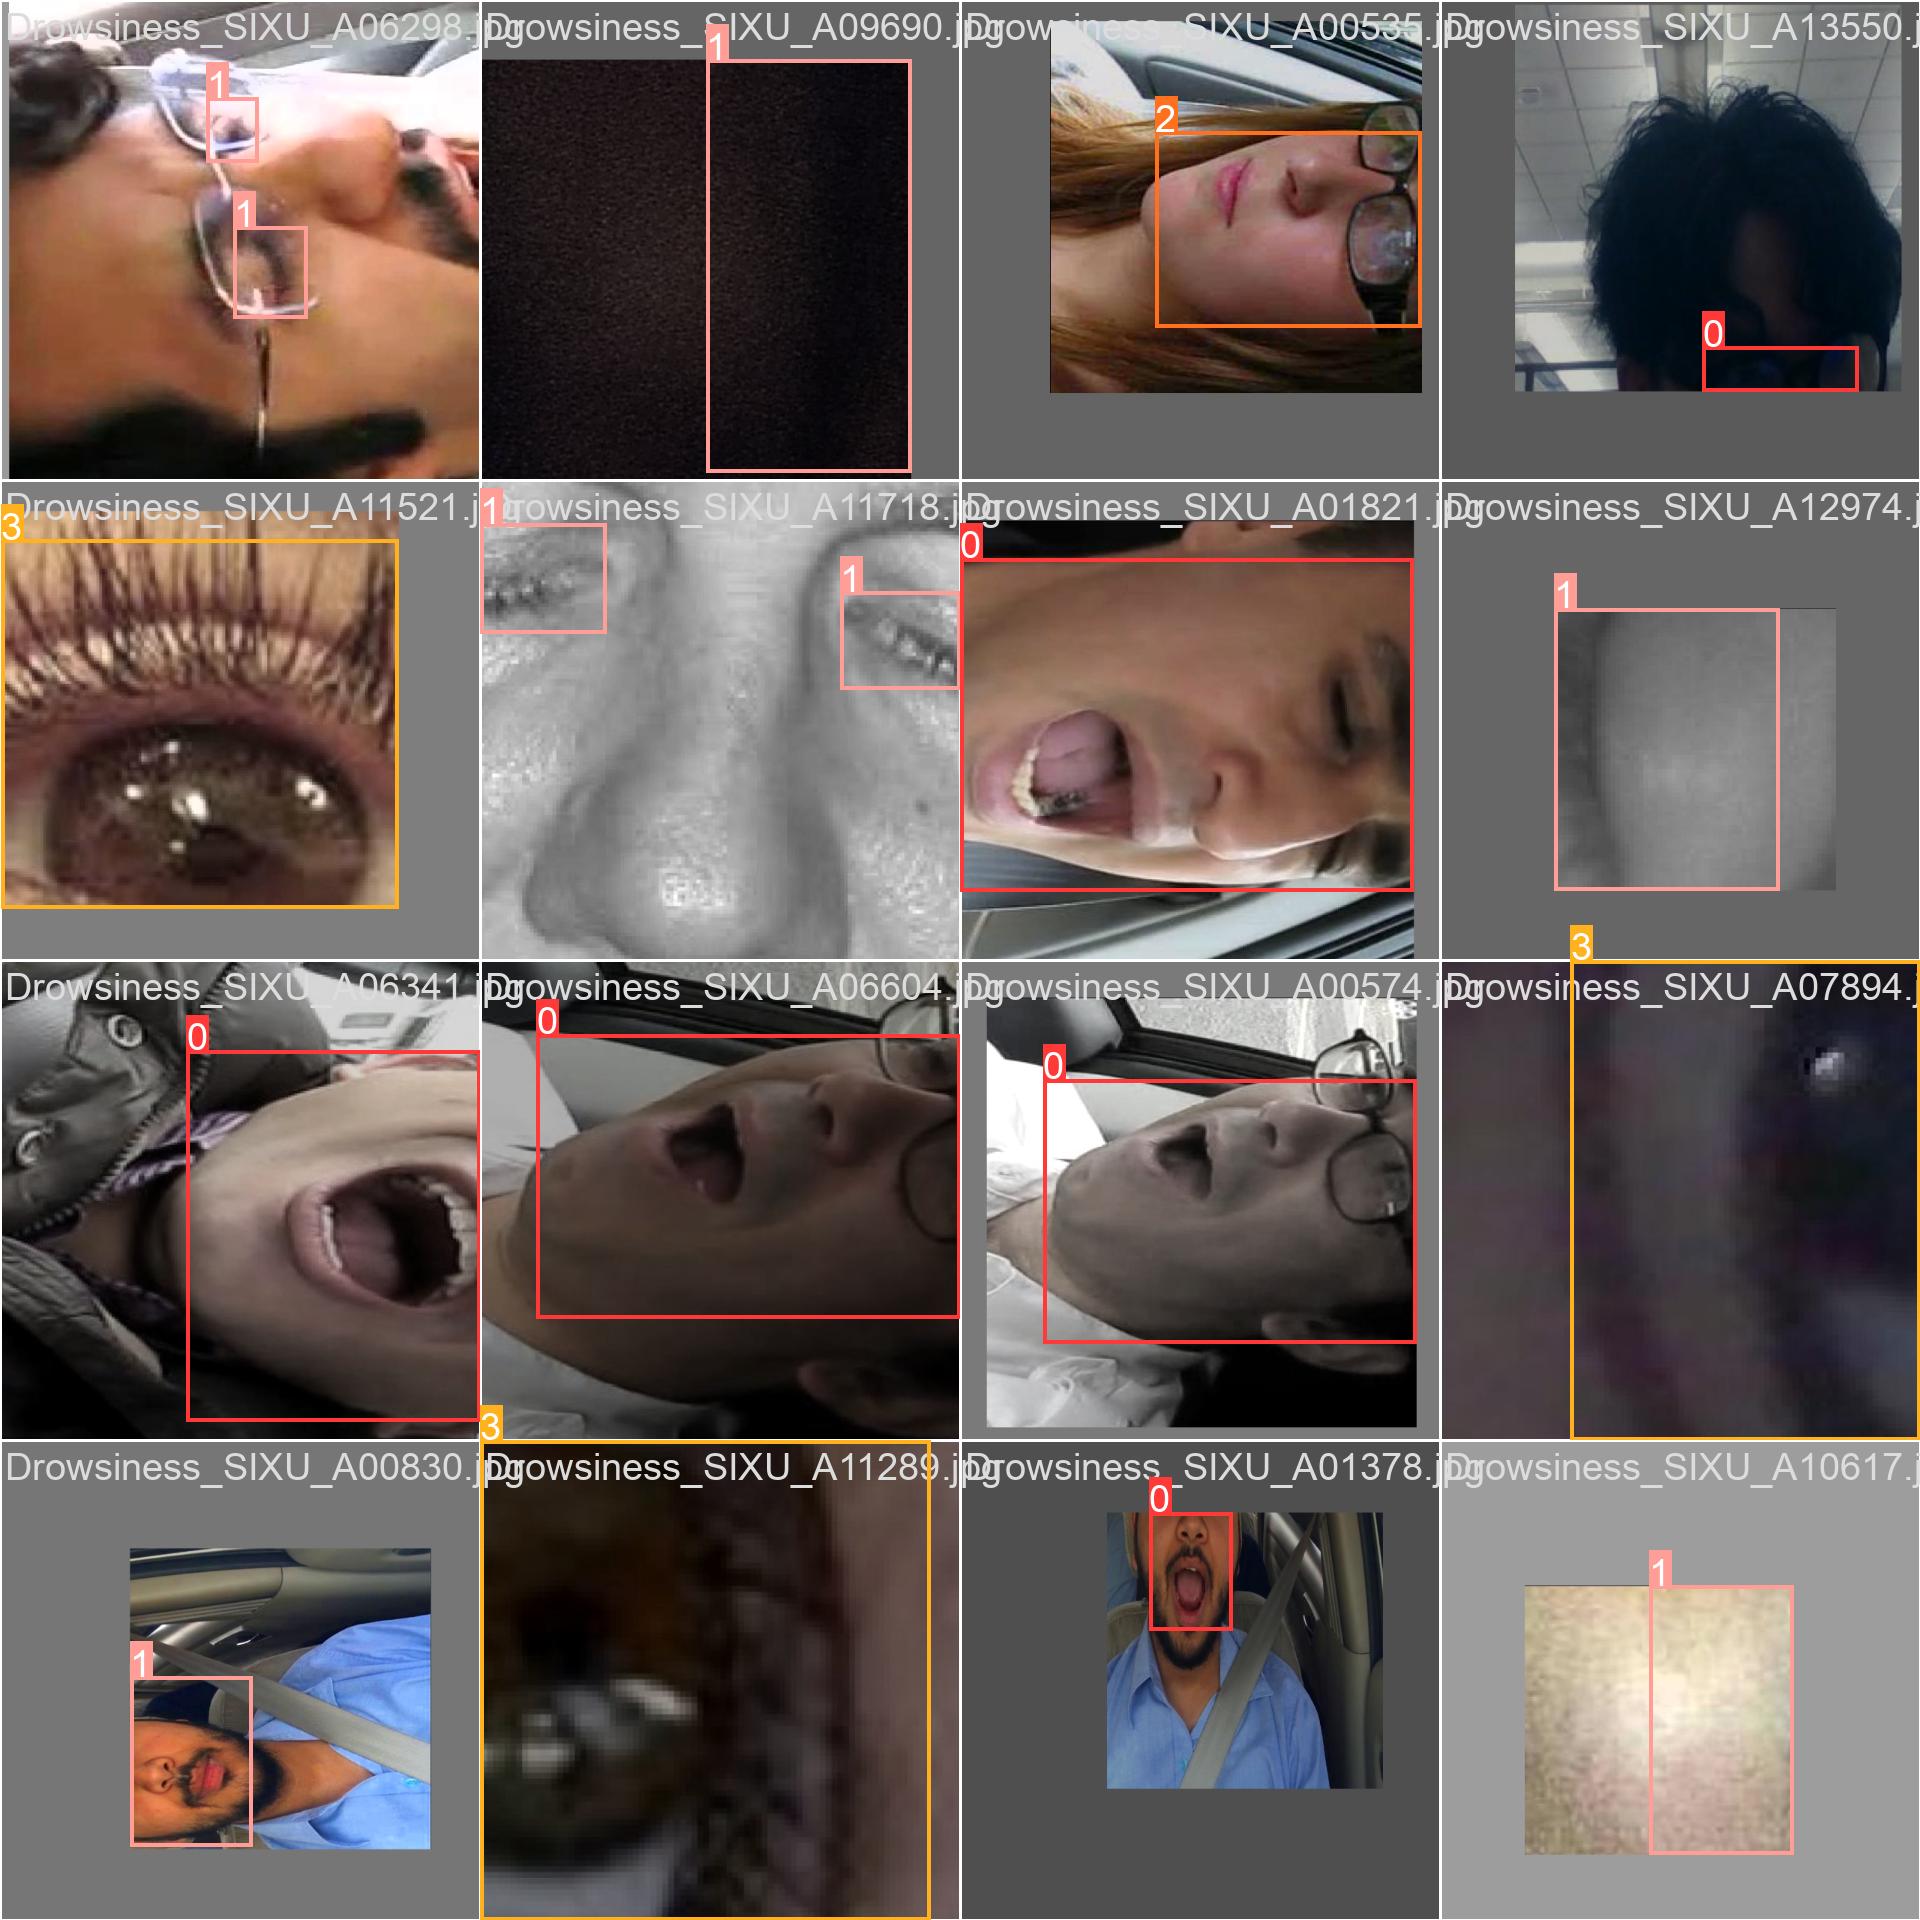 Drowsiness_SIXU_A06298.jpg
1
1
Drowsiness_SIXU_A09690.jpg
1
Drowsiness_SIXU_A00535.jpg
2
Drowsiness_SIXU_A13550.j
0
Drowsiness_SIXU_A11521.jpg
3
Drowsiness_SIXU_A11718.jpg
1
1
Drowsiness_SIXU_A01821.jpg
0
Drowsiness_SIXU_A12974.j
1
Drowsiness_SIXU_A06341.jpg
0
Drowsiness_SIXU_A06604.jpg
0
Drowsiness_SIXU_A00574.jpg
0
Drowsiness_SIXU_A07894.j
3
Drowsiness_SIXU_A00830.jpg
1
Drowsiness_SIXU_A11289.jpg
3
Drowsiness_SIXU_A01378.jpg
0
Drowsiness_SIXU_A10617.j
1